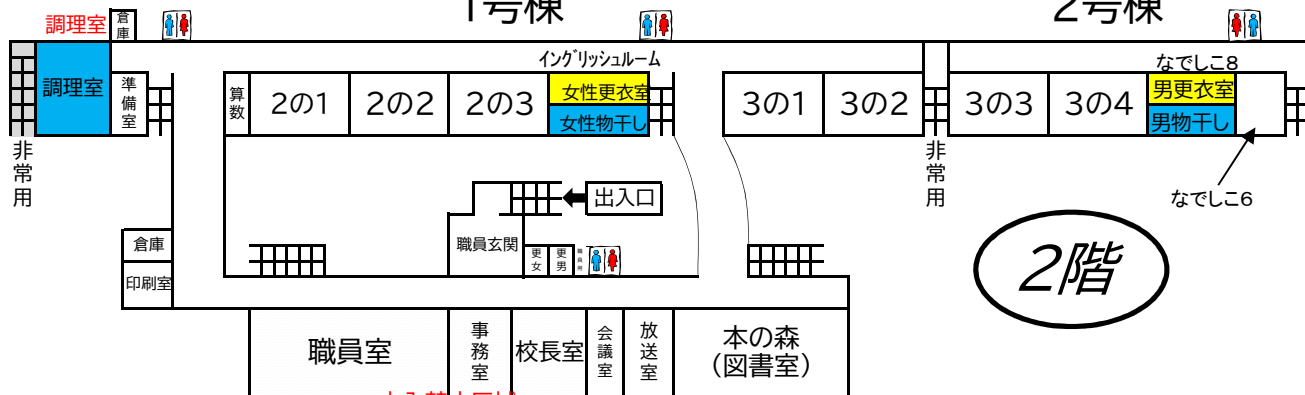 1号棟
2号棟
調理室
倉庫
イングリッシュルーム
なでしこ8
調理室
準備室
算数
2の1
2の2
2の3
女性更衣室
女性物干し
3の1
3の2
3の3
3の4
男更衣室
男物干し
非常用
非常用
なでしこ6
出入口
職員玄関
更女
更男
倉庫
印刷室
2階
職員室
事務室
校長室
会議室
放送室
本の森
(図書室)